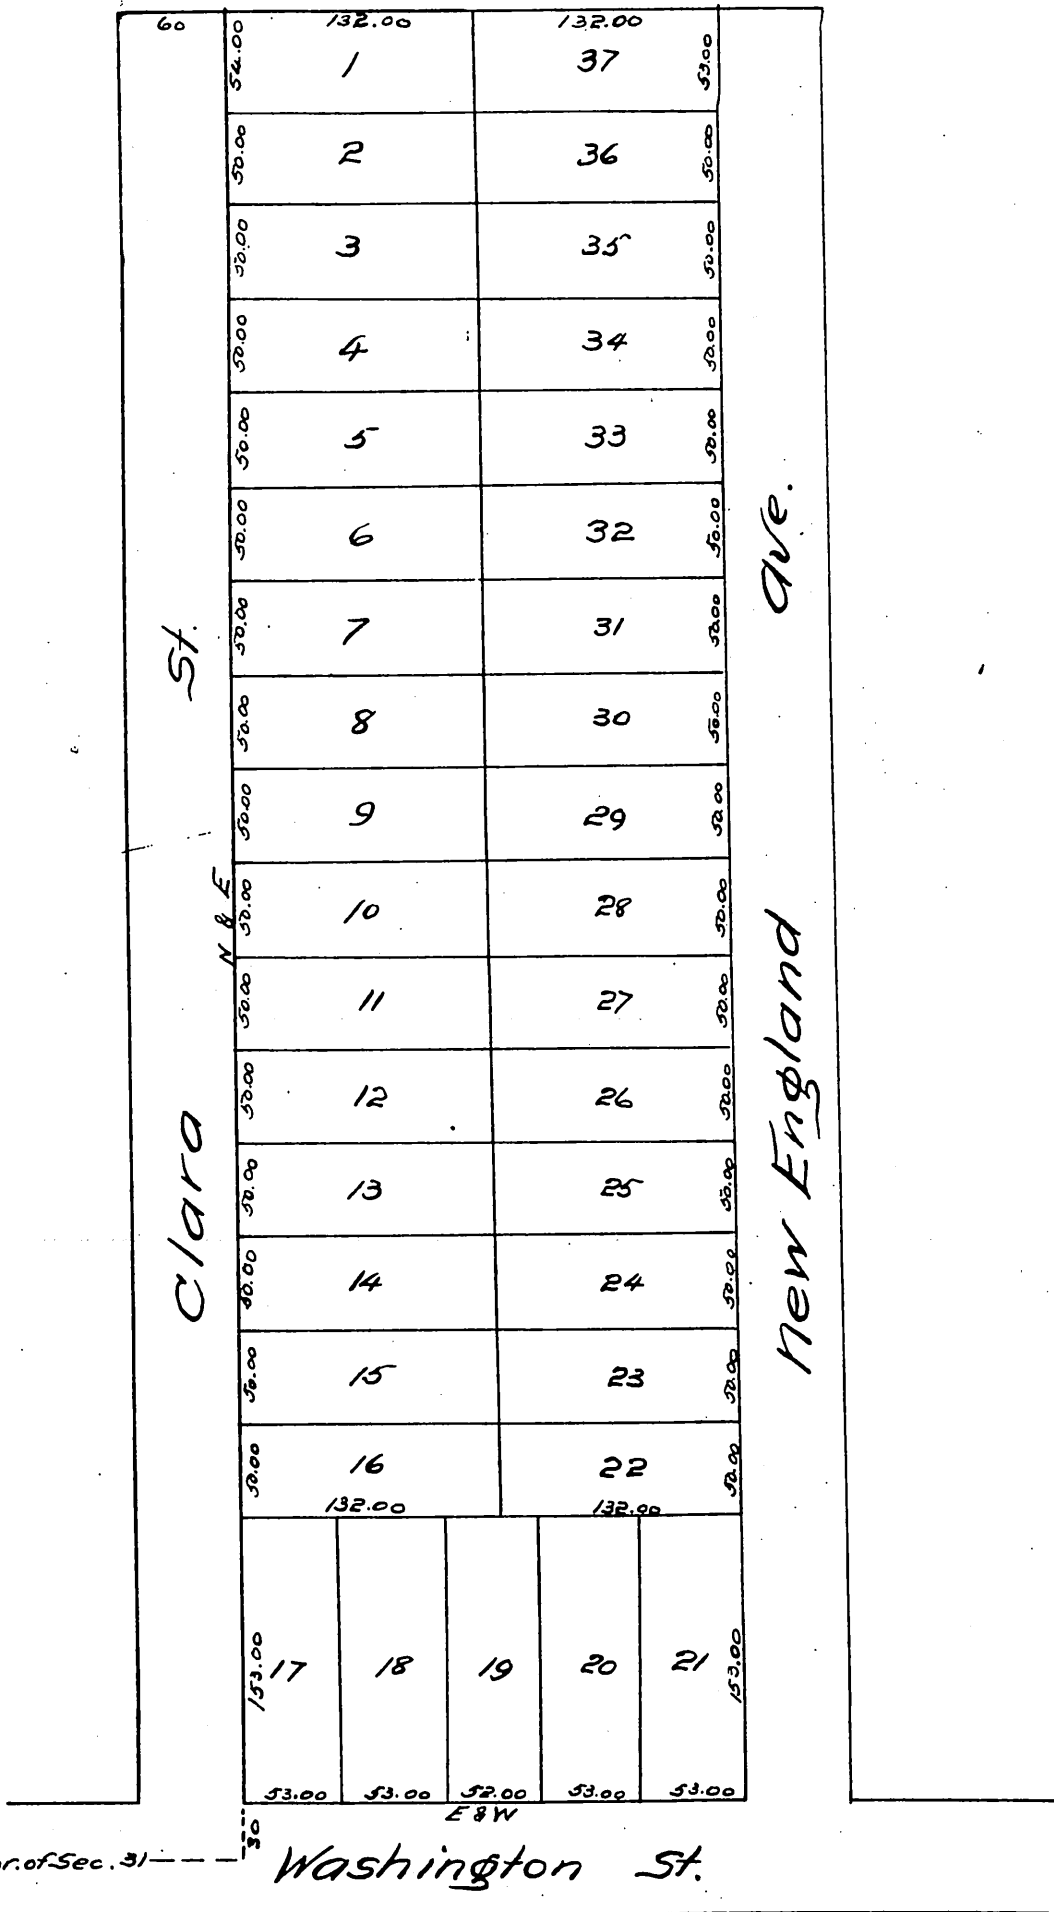 60 132.00 132.00
54.00 1 37 53.00
50.00 2 36 50.00
50.00 3 35 50.00
50.00 4 34 50.00
50.00 5 33 50.00
50.00 6 32 50.00
50.00 7 31 50.00
50.00 8 30 50.00
50.00 9 29 50.00
50.00 10 28 50.00
50.00 11 27 50.00
50.00 12 26 50.00
50.00 13 25 50.00
50.00 14 24 50.00
50.00 15 23 50.00
50.00 16 22 50.00
132.00 132.00
153.00 17 18 19 20 21 153.00
53.00 53.00 52.00 53.00 53.00
Clara St.
N & E
New England Ave.
E & W
30
r. of Sec. 31
Washington St.